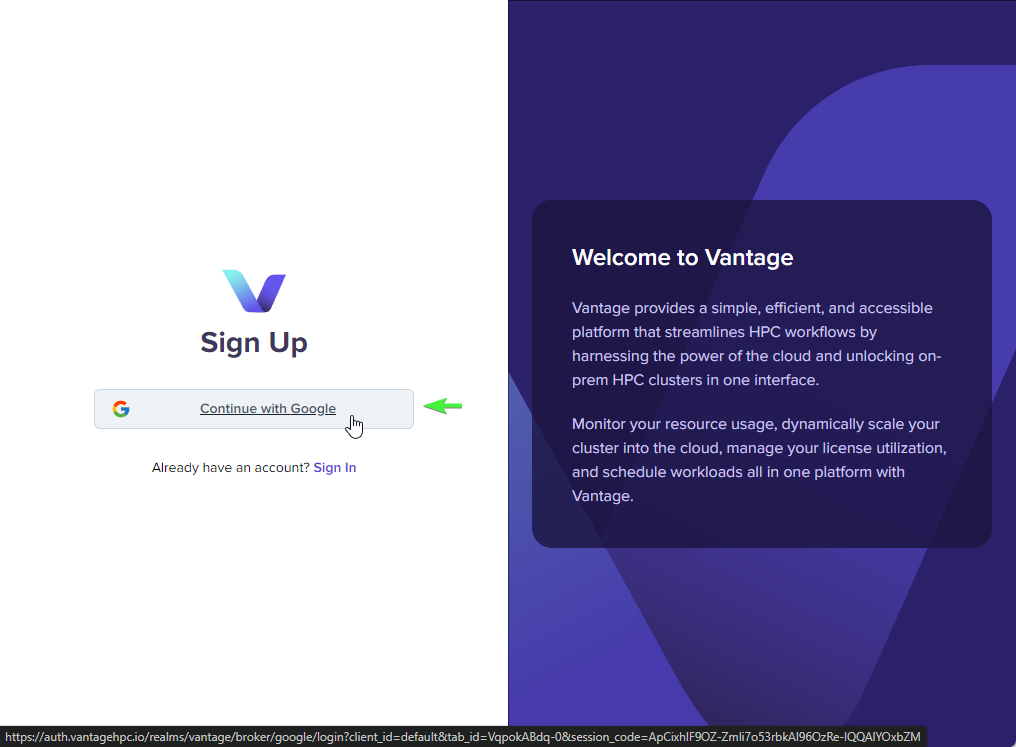 Sign Up
Continue with Google
Already have an account? Sign In
Welcome to Vantage
Vantage provides a simple, efficient, and accessible
platform that streamlines HPC workflows by
harnessing the power of the cloud and unlocking on-
prem HPC clusters in one interface.
Monitor your resource usage, dynamically scale your
cluster into the cloud, manage your license utilization,
and schedule workloads all in one platform with
Vantage.
https://auth.vantagehpc.io/realms/vantage/broker/google/login?client_id=default&tab_id=VqpokABdq-0&session_code=ApCixhIF9OZ-ZmIi7o53rbkAI96OzRe-IQQAIYOxbZM